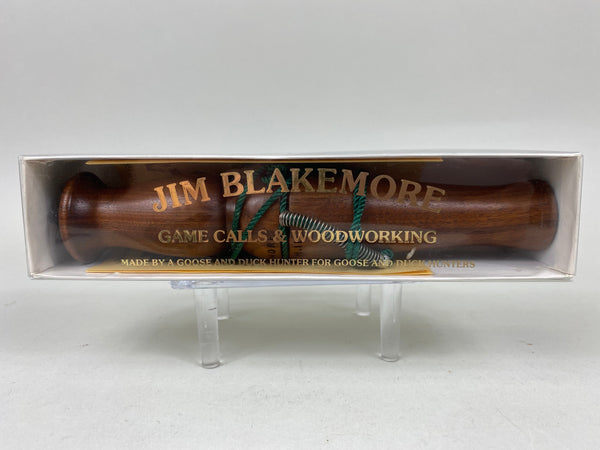 JIM BLAKEMORE
GAME CALLS & WOODWORKING
MADE BY A GOOSE AND DUCK HUNTER FOR GOOSE AND DUCK HUNTERS